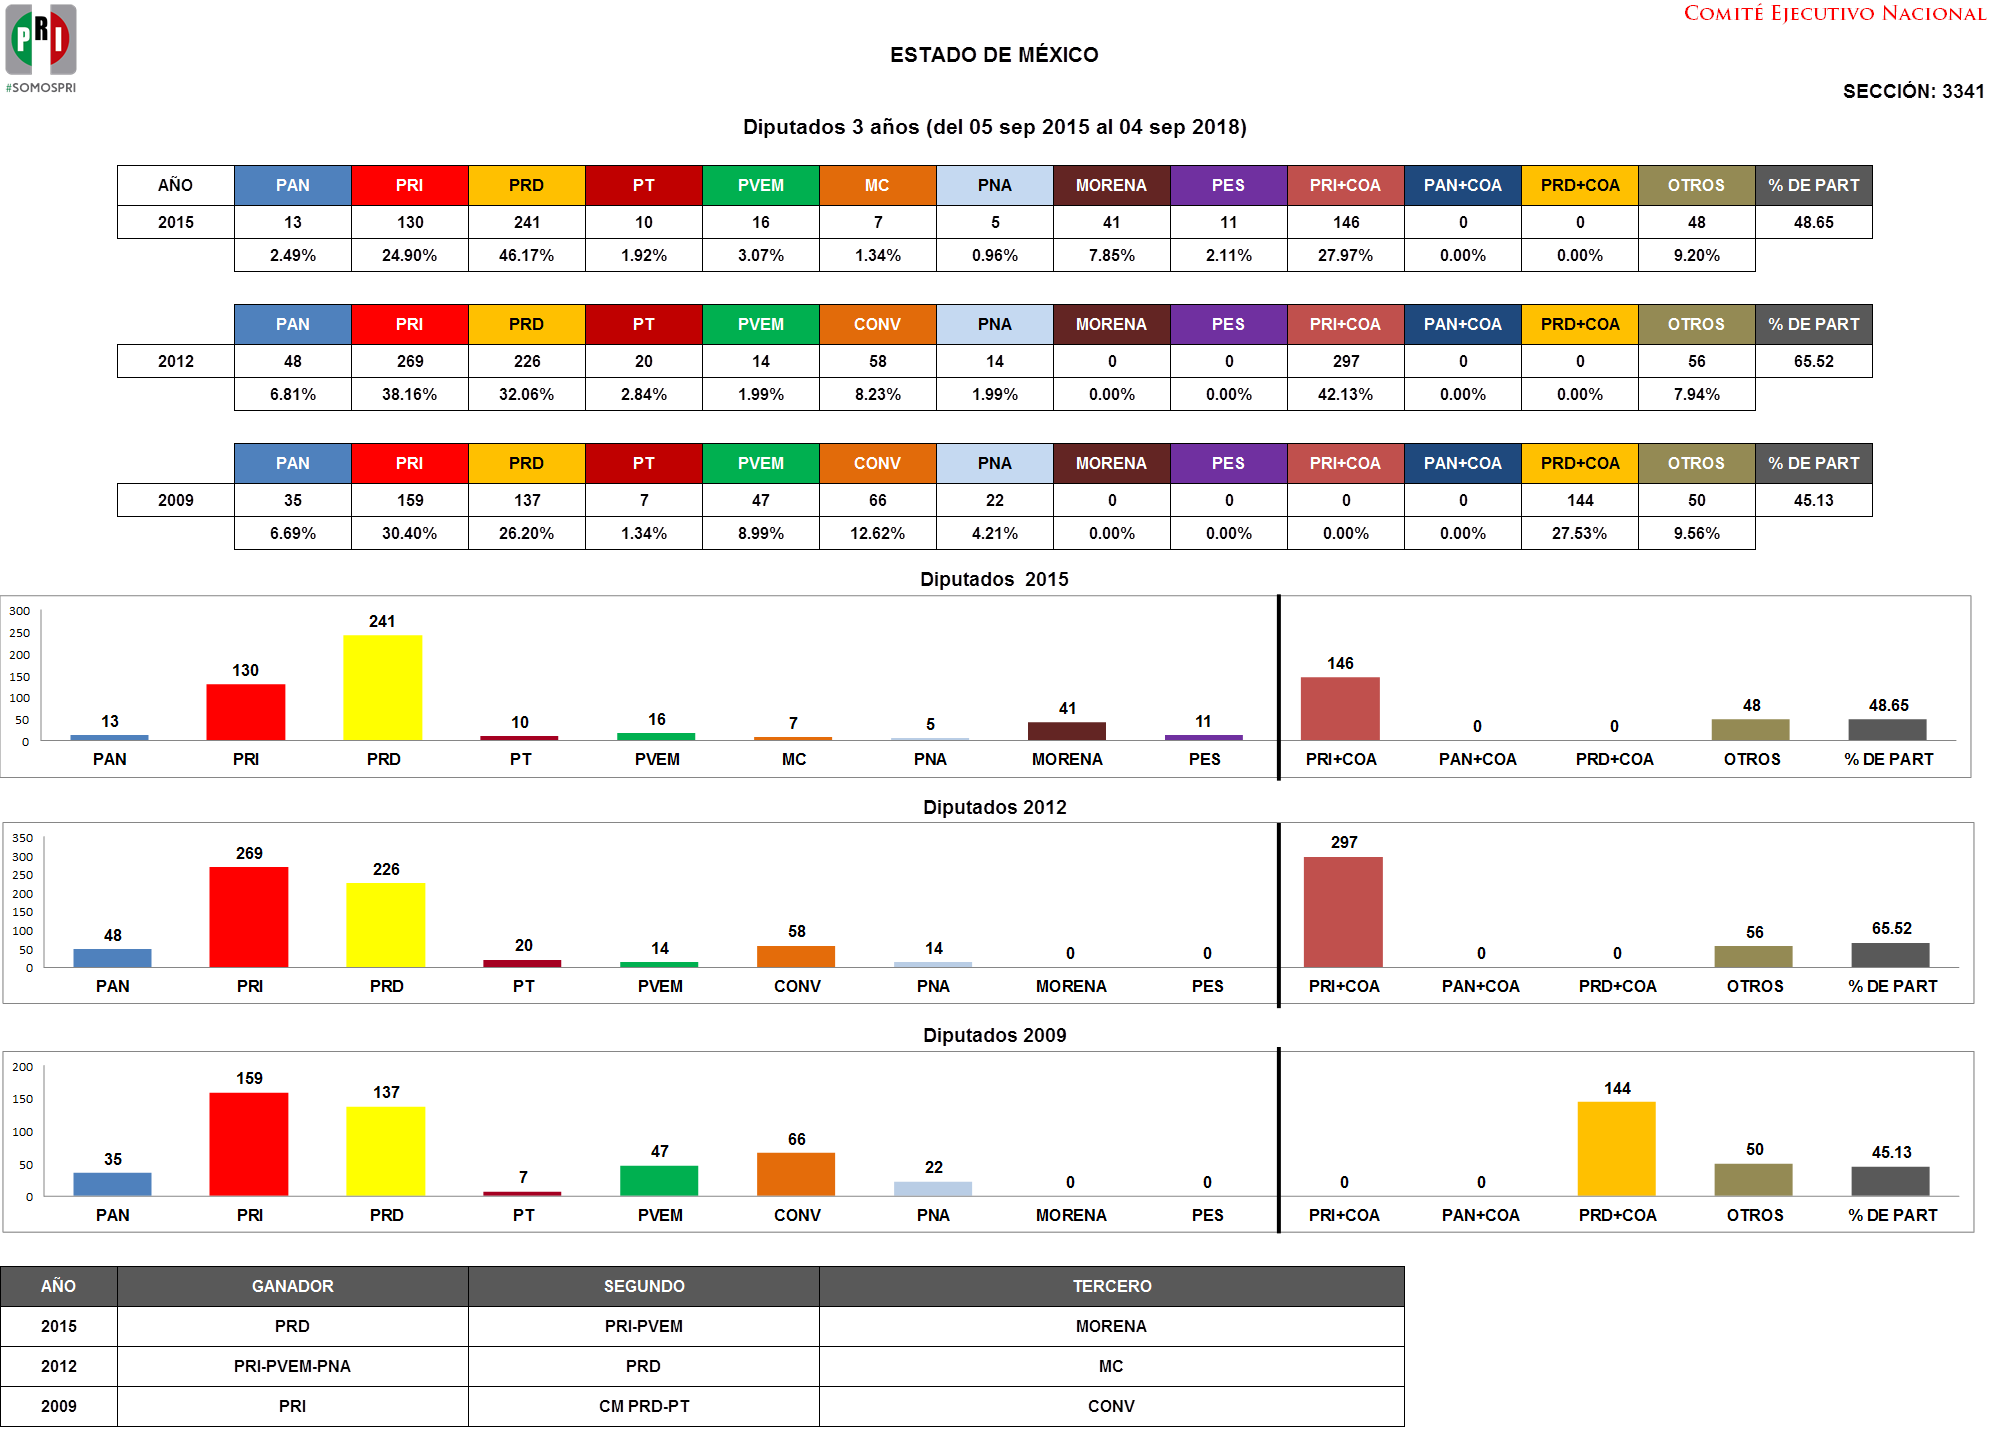 PRI
#SOMOSPRI
COMITÉ EJECUTIVO NACIONAL
ESTADO DE MÉXICO
SECCIÓN: 3341
Diputados 3 años (del 05 sep 2015 al 04 sep 2018)
AÑO PAN PRI PRD PT PVEM MC PNA MORENA PES PRI+COA PAN+COA PRD+COA OTROS % DE PART
2015 13 130 241 10 16 7 5 41 11 146 0 0 48 48.65
2.49% 24.90% 46.17% 1.92% 3.07% 1.34% 0.96% 7.85% 2.11% 27.97% 0.00% 0.00% 9.20%
PAN PRI PRD PT PVEM CONV PNA MORENA PES PRI+COA PAN+COA PRD+COA OTROS % DE PART
2012 48 269 226 20 14 58 14 0 0 297 0 0 56 65.52
6.81% 38.16% 32.06% 2.84% 1.99% 8.23% 1.99% 0.00% 0.00% 42.13% 0.00% 0.00% 7.94%
PAN PRI PRD PT PVEM CONV PNA MORENA PES PRI+COA PAN+COA PRD+COA OTROS % DE PART
2009 35 159 137 7 47 66 22 0 0 0 0 144 50 45.13
6.69% 30.40% 26.20% 1.34% 8.99% 12.62% 4.21% 0.00% 0.00% 0.00% 0.00% 27.53% 9.56%
Diputados 2015
300
250
200
150
100
50
0
13 130 241 10 16 7 5 41 11 146 0 0 48 48.65
PAN PRI PRD PT PVEM MC PNA MORENA PES PRI+COA PAN+COA PRD+COA OTROS % DE PART
Diputados 2012
350
300
250
200
150
100
50
0
48 269 226 20 14 58 14 0 0 297 0 0 56 65.52
PAN PRI PRD PT PVEM CONV PNA MORENA PES PRI+COA PAN+COA PRD+COA OTROS % DE PART
Diputados 2009
200
150
100
50
0
35 159 137 7 47 66 22 0 0 0 0 144 50 45.13
PAN PRI PRD PT PVEM CONV PNA MORENA PES PRI+COA PAN+COA PRD+COA OTROS % DE PART
AÑO GANADOR SEGUNDO TERCERO
2015 PRD PRI-PVEM MORENA
2012 PRI-PVEM-PNA PRD MC
2009 PRI CM PRD-PT CONV